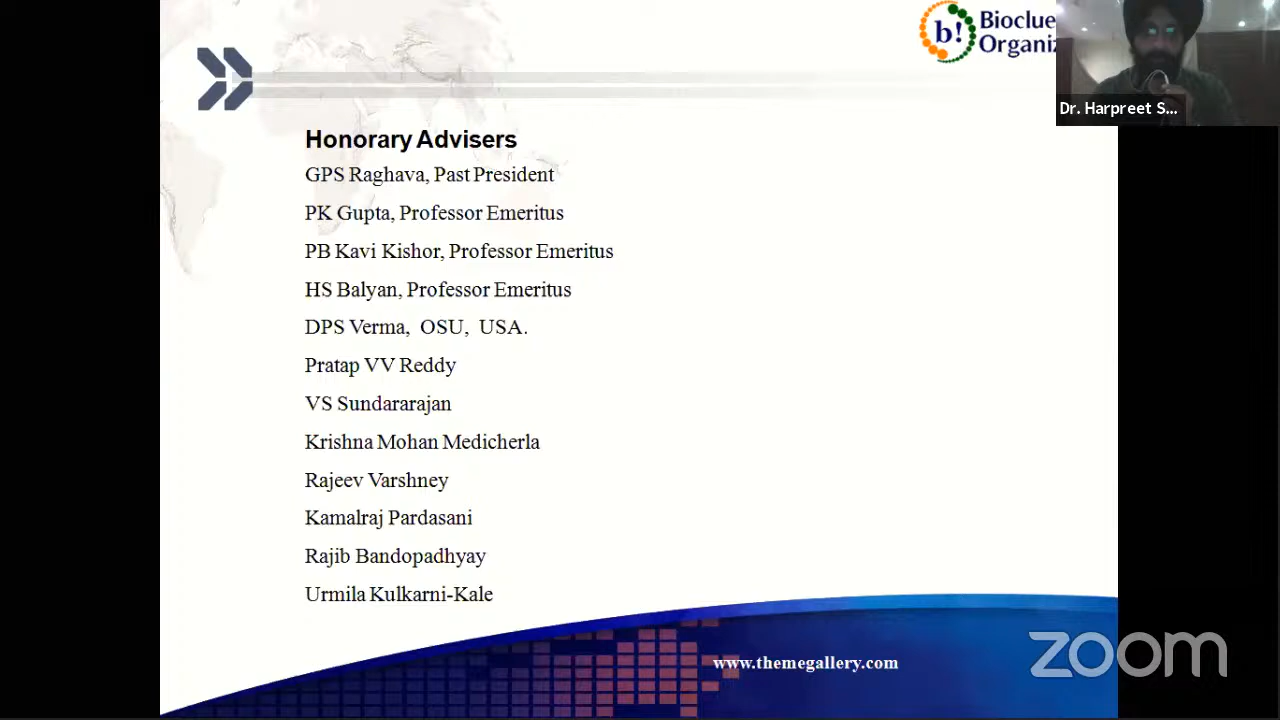 b!
Bioclue
Organiz
Dr. Harpreet S...
Honorary Advisers
GPS Raghava, Past President
PK Gupta, Professor Emeritus
PB Kavi Kishor, Professor Emeritus
HS Balyan, Professor Emeritus
DPS Verma, OSU, USA.
Pratap VV Reddy
VS Sundararajan
Krishna Mohan Medicherla
Rajeev Varshney
Kamalraj Pardasani
Rajib Bandopadhyay
Urmila Kulkarni-Kale
www.themegallery.com
zoom